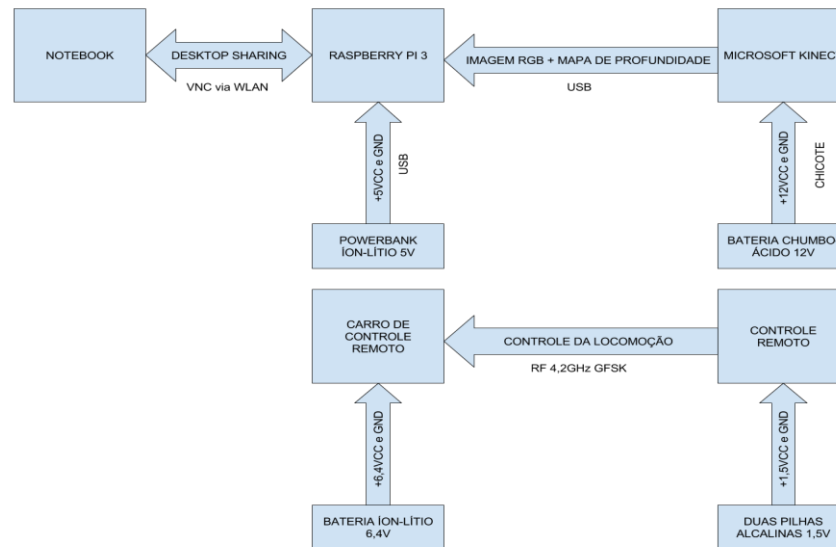 NOTEBOOK
DESKTOP SHARING
VNC via WLAN
RASPBERRY PI 3
IMAGEM RGB + MAPA DE PROFUNDIDADE
USB
MICROSOFT KINEC
+5VCC e GND
USB
+12VCC e GND
CHICOTE
POWERBANK
ÍON-LÍTIO 5V
BATERIA CHUMBO
ÁCIDO 12V
CARRO DE
CONTROLE
REMOTO
CONTROLE DA LOCOMOÇÃO
RF 4,2GHz GFSK
CONTROLE
REMOTO
+6,4VCC e GND
+1,5VCC e GND
BATERIA ÍON-LÍTIO
6,4V
DUAS PILHAS
ALCALINAS 1,5V